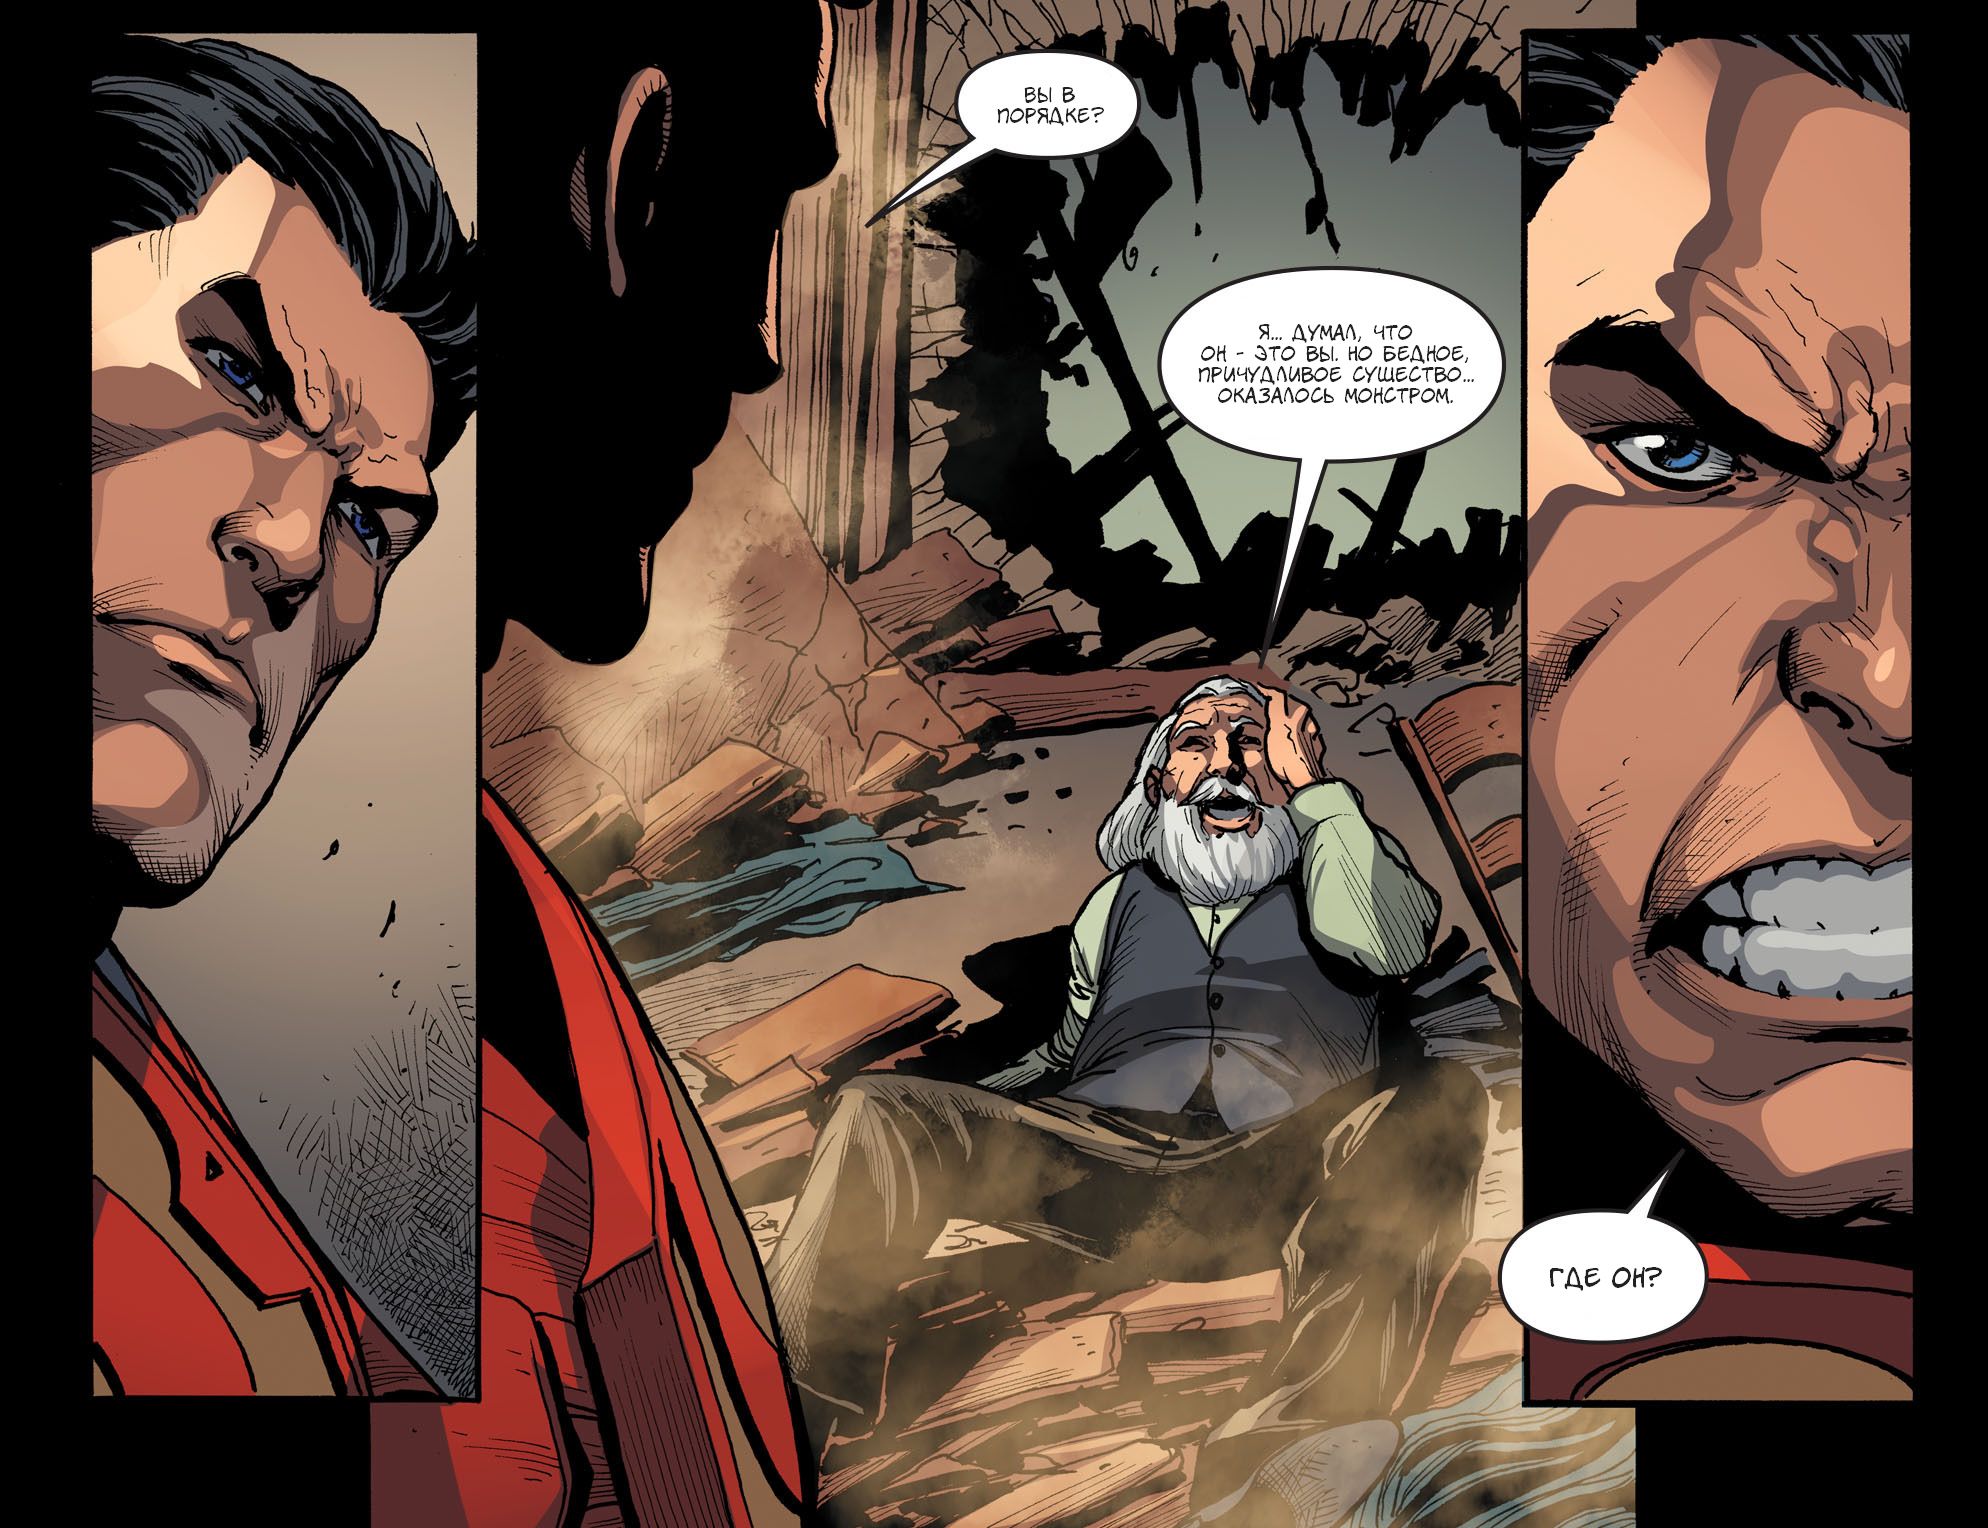 ВЫ В
ПОРЯДКЕ?
Я... ДУМАЛ, ЧТО
ОН - ЭТО ВЫ. НО БЕДНОЕ,
ПРИЧУДЛИВОЕ СУЩЕСТВО...
ОКАЗАЛОСЬ МОНСТРОМ.
ГДЕ ОН?